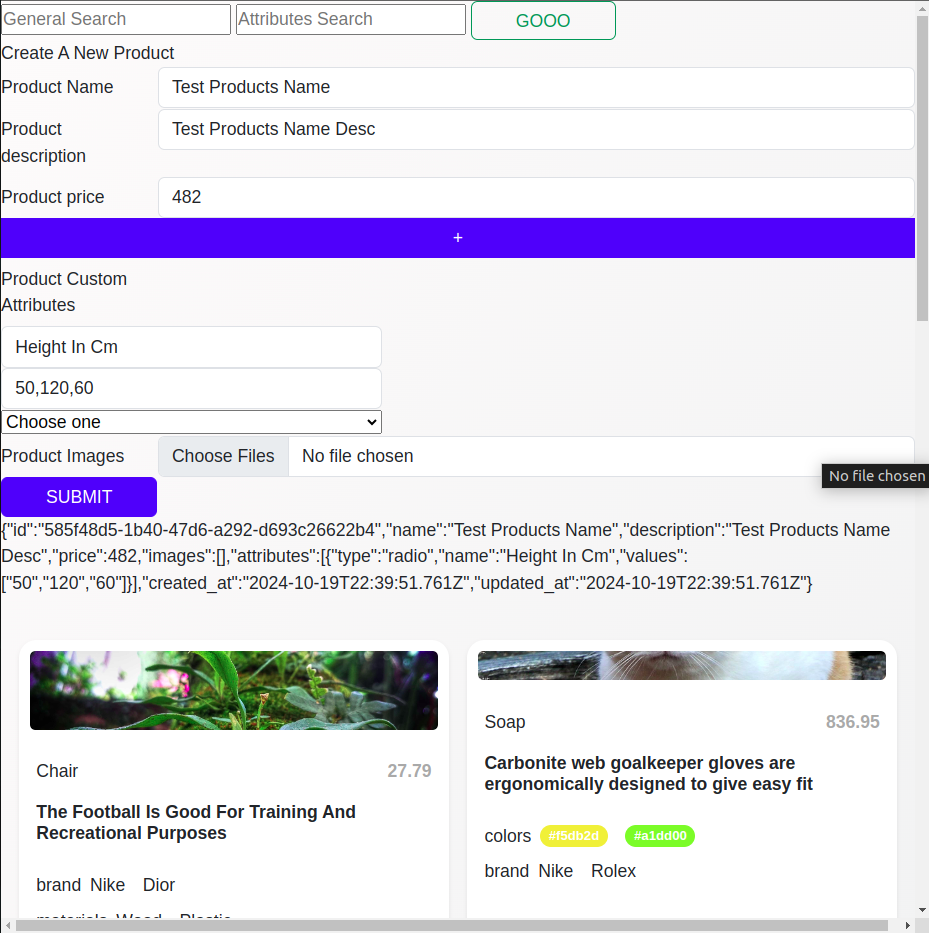 General Search Attributes Search GOOO
Create A New Product
Product Name Test Products Name
Product Test Products Name Desc
description
Product price 482
+
Product Custom
Attributes
Height In Cm
50,120,60
Choose one
Product Images Choose Files No file chosen
No file chosen
SUBMIT
{"id":"585f48d5-1b40-47d6-a292-d693c26622b4","name":"Test Products Name","description":"Test Products Name
Desc","price":482,"images":[],"attributes":[{"type":"radio","name":"Height In Cm","values":
["50","120","60"]}],"created_at":"2024-10-19T22:39:51.761Z","updated_at":"2024-10-19T22:39:51.761Z"}
Chair 27.79
The Football Is Good For Training And
Recreational Purposes
brand Nike Dior
materials Wood Plastic
Soap 836.95
Carbonite web goalkeeper gloves are
ergonomically designed to give easy fit
colors #f5db2d #a1dd00
brand Nike Rolex